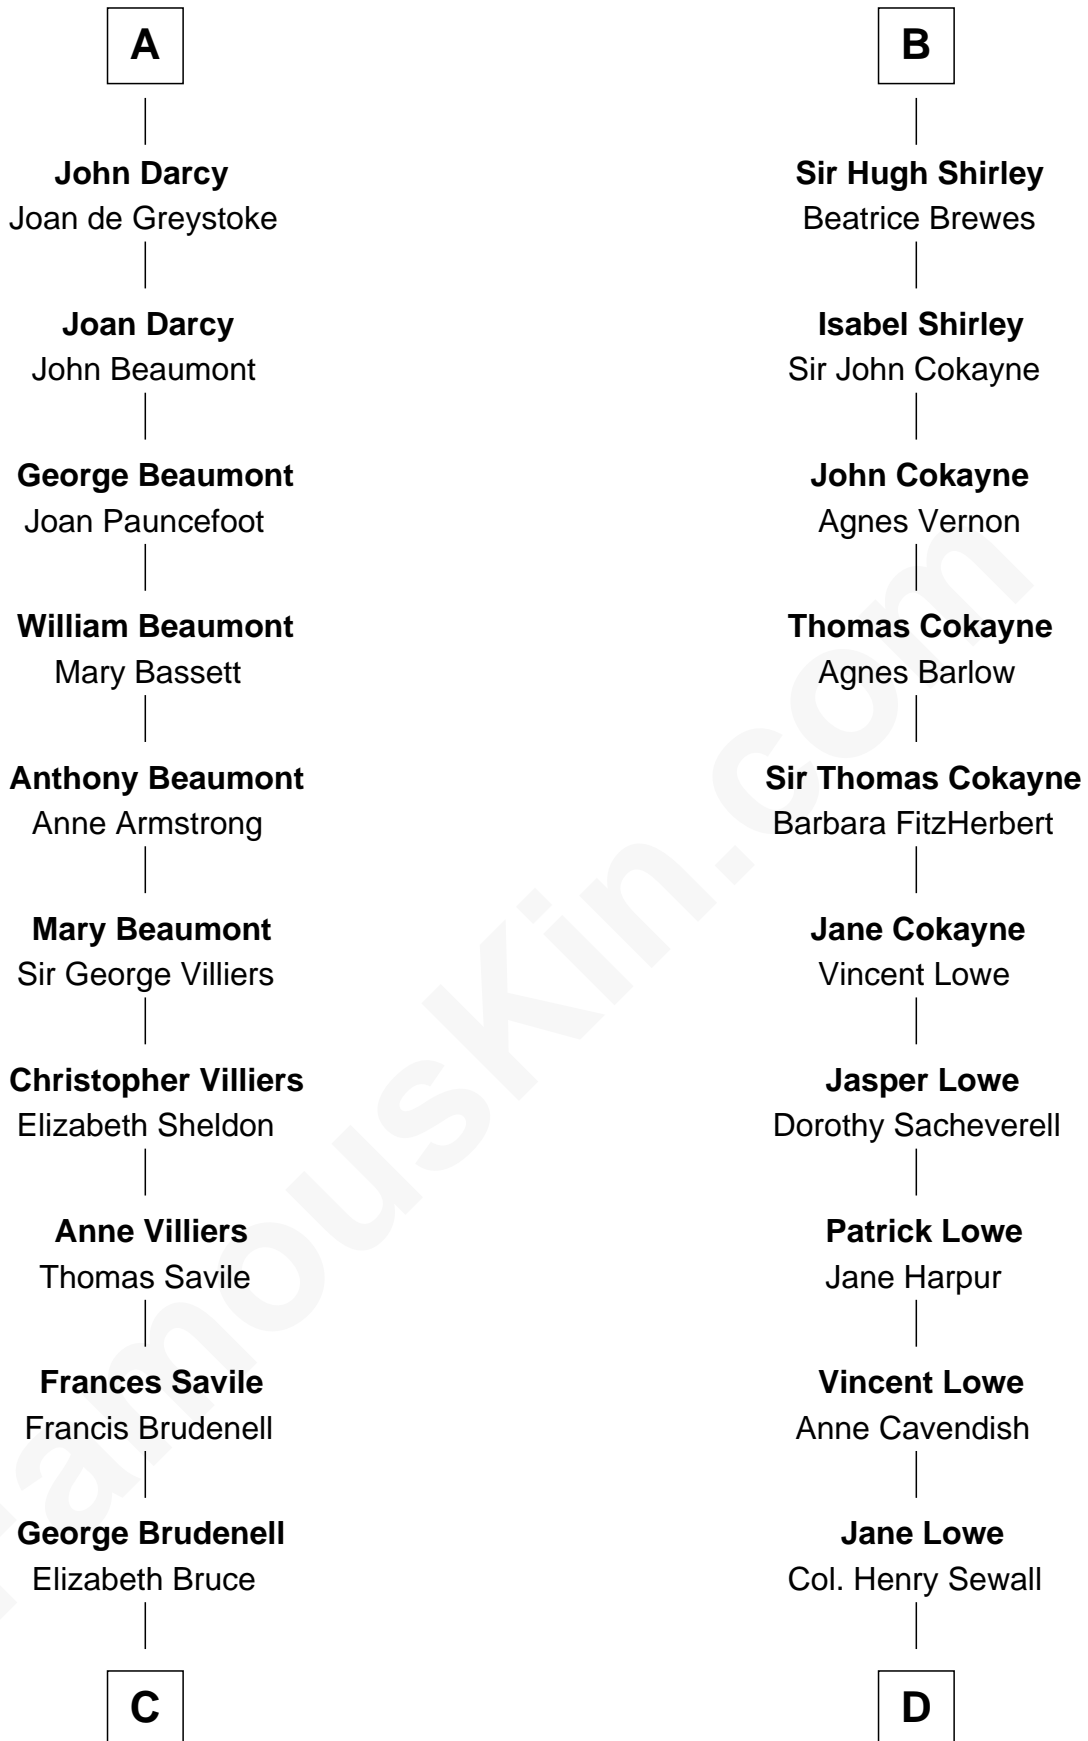 A
John Darcy
Joan de Greystoke
Joan Darcy
John Beaumont
George Beaumont
Joan Pauncefoot
William Beaumont
Mary Bassett
Anthony Beaumont
Anne Armstrong
Mary Beaumont
Sir George Villiers
Christopher Villiers
Elizabeth Sheldon
Anne Villiers
Thomas Savile
Frances Savile
Francis Brudenell
George Brudenell
Elizabeth Bruce
C
B
Sir Hugh Shirley
Beatrice Brewes
Isabel Shirley
Sir John Cokayne
John Cokayne
Agnes Vernon
Thomas Cokayne
Agnes Barlow
Sir Thomas Cokayne
Barbara FitzHerbert
Jane Cokayne
Vincent Lowe
Jasper Lowe
Dorothy Sacheverell
Patrick Lowe
Jane Harpur
Vincent Lowe
Anne Cavendish
Jane Lowe
Col. Henry Sewall
D
FamousKin.com